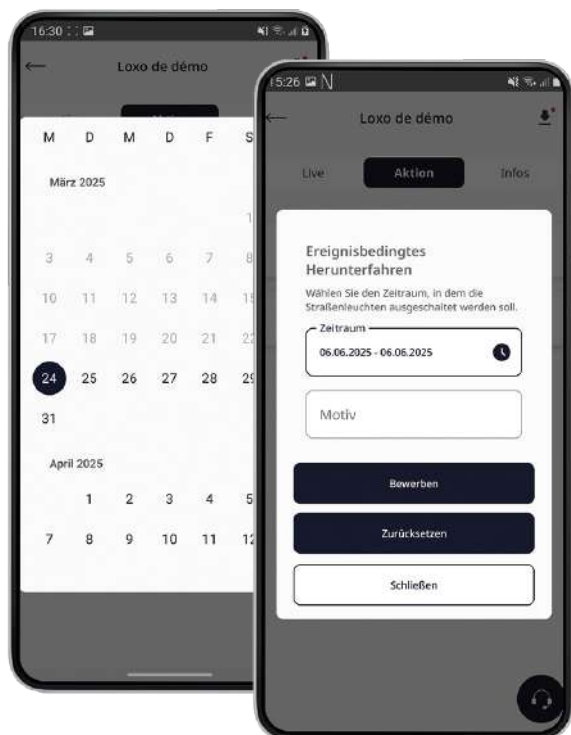 16:30
Loxo de démo
M D M D F S
März 2025
1
3 4 5 6 7 8
10 11 12 13 14 15
17 18 19 20 21 22
24 25 26 27 28 29
31
April 2025
1 2 3 4 5
7 8 9 10 11 12
15:26
Loxo de démo
Live Aktion Infos
Ereignisbedingtes
Herunterfahren
Wählen Sie den Zeitraum, in dem die
Straßenleuchten ausgeschaltet werden soll.
Zeitraum
06.06.2025 - 06.06.2025
Motiv
Bewerben
Zurücksetzen
Schließen